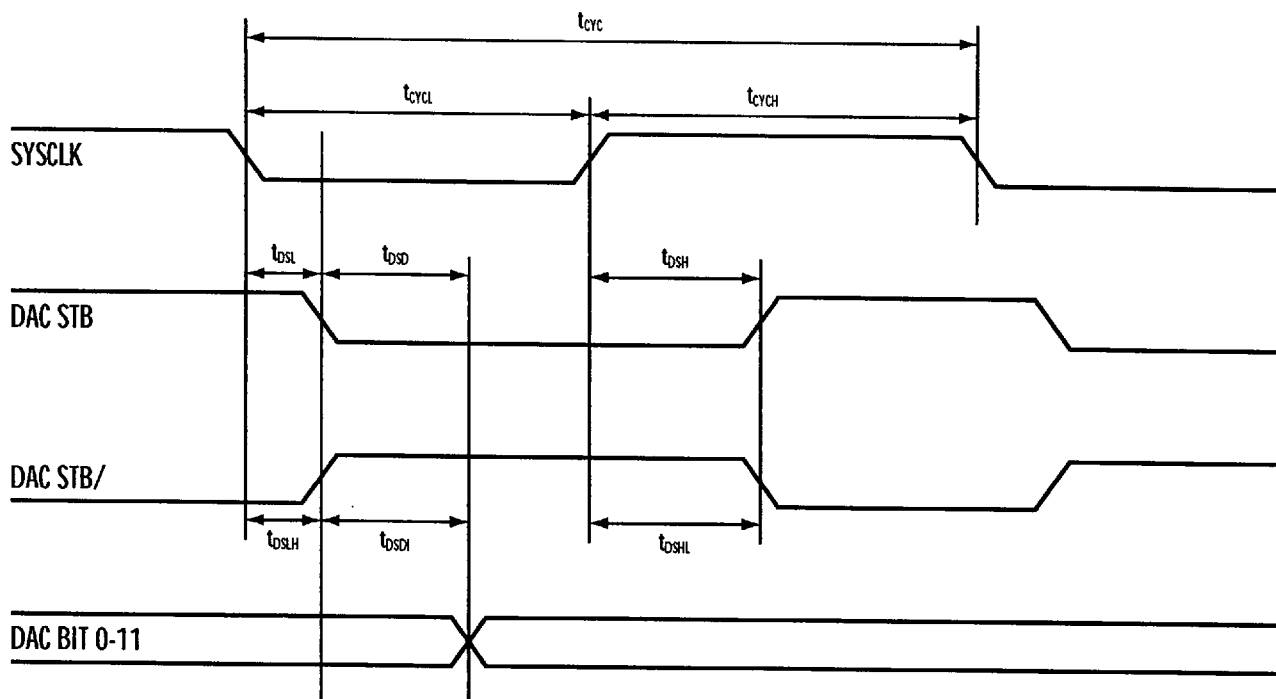 tCYC
tCYCL
tCYCH
SYSCLK
tDSL
tDSD
tDSH
DAC STB
DAC STB/
tDSLH
tDSDI
tDSHL
DAC BIT 0-11